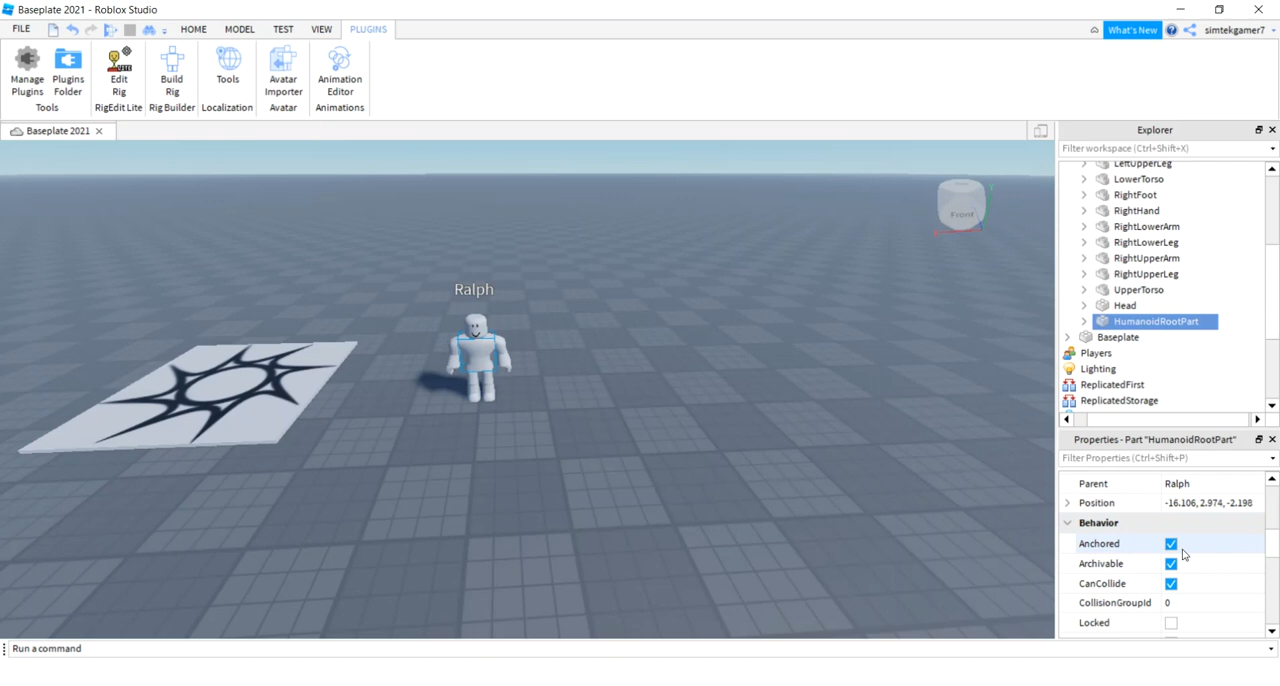 Baseplate - Roblox Studio
FILE HOME MODEL TEST VIEW PLUGINS What's New simtekgamer7
Manage Plugins
Plugins Folder
Tools
Edit Rig
RigEdit Lite
Build Rig
Rig Builder
Tools
Localization
Avatar Importer
Avatar
Animation Editor
Animations
Baseplate 2021
Explorer
Filter workspace (Ctrl+Shift+X)
LeftUpperLeg
LowerTorso
RightFoot
RightHand
RightLowerArm
RightLowerLeg
RightUpperArm
RightUpperLeg
UpperTorso
Head
HumanoidRootPart
Baseplate
Players
Lighting
ReplicatedFirst
ReplicatedStorage
Front
Ralph
Properties - Part "HumanoidRootPart"
Filter Properties (Ctrl+Shift+P)
Parent Ralph
Position -16.106, 2.974, -2.198
Behavior
Anchored
Archivable
CanCollide
CollisionGroupId 0
Locked
Run a command